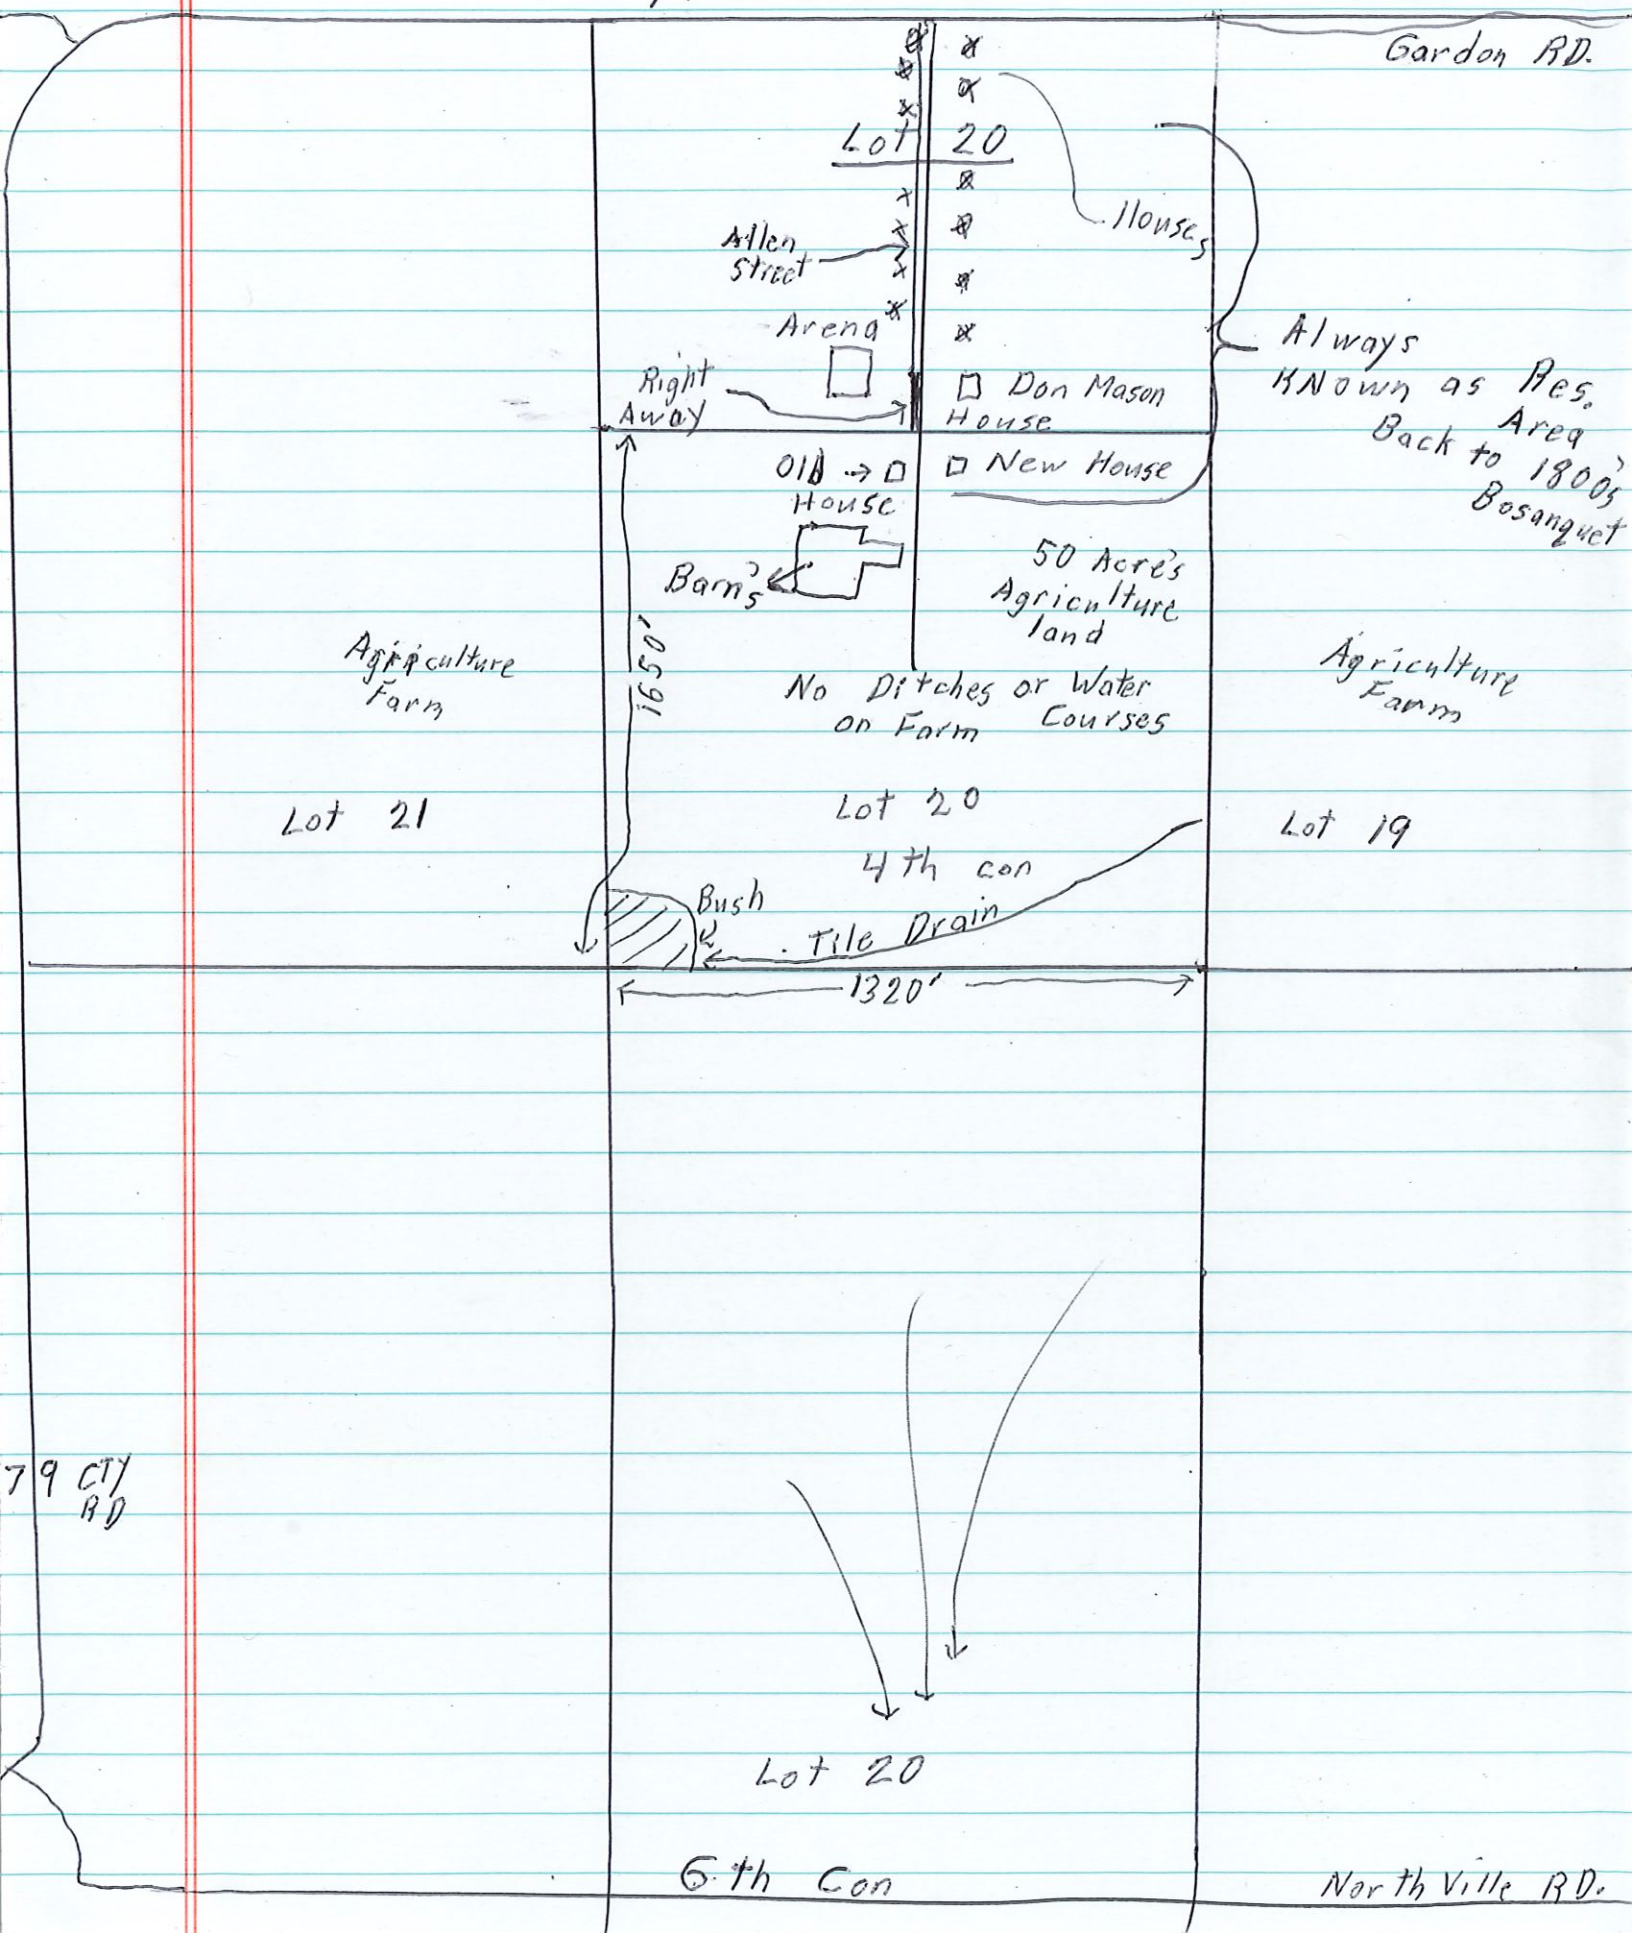 Gardon RD.
Lot 20
Houses
Allen
Street
Arena
Right
Away
Don Mason
House
Always
KNown as Res.
Area
Back to 1800's
Bosanquet
Old → New House
House
Barn's
50 Acre's
Agriculture
land
1650'
Agriculture
Farm
No Ditches or Water
on Farm Courses
Agriculture
Farm
Lot 21
Lot 20
Lot 19
4th con
Bush
Tile Drain
1320'
79 CTY
RD
Lot 20
6th Con
NorthVille RD.